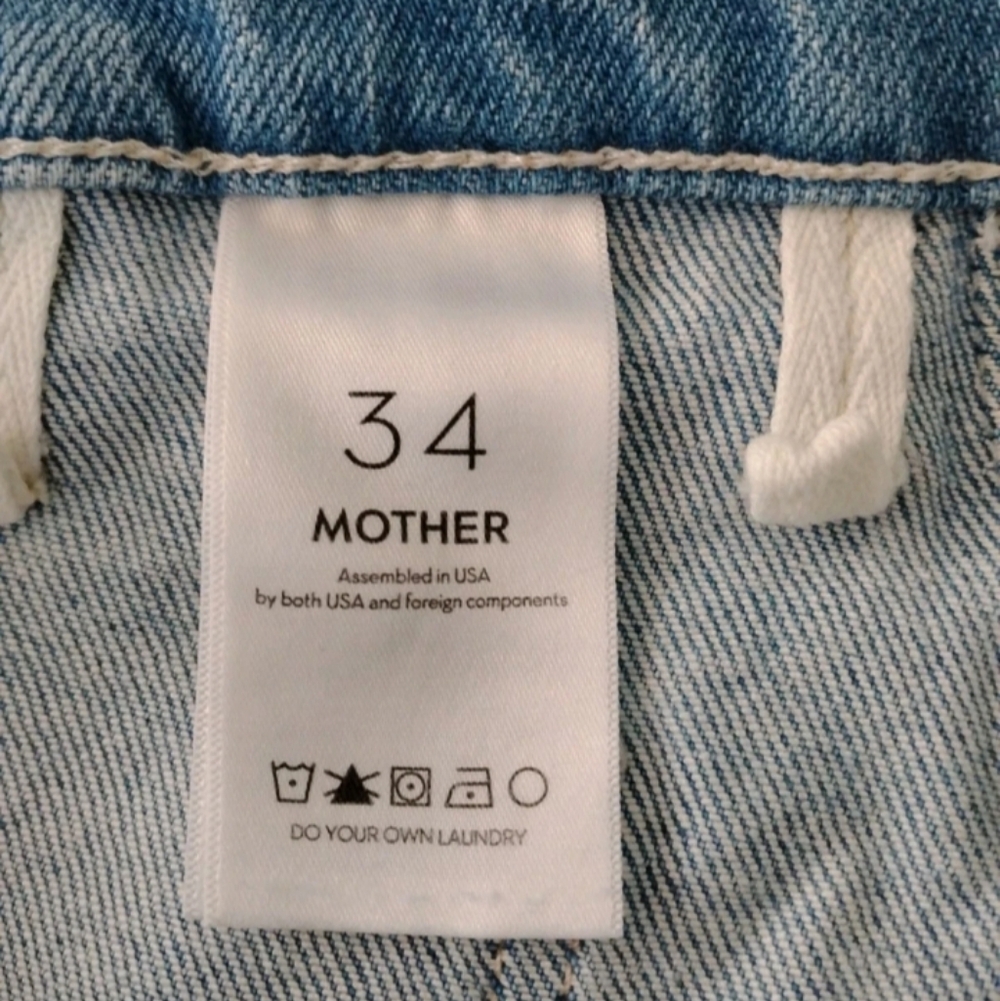 34
MOTHER
Assembled in USA
by both USA and foreign components
DO YOUR OWN LAUNDRY